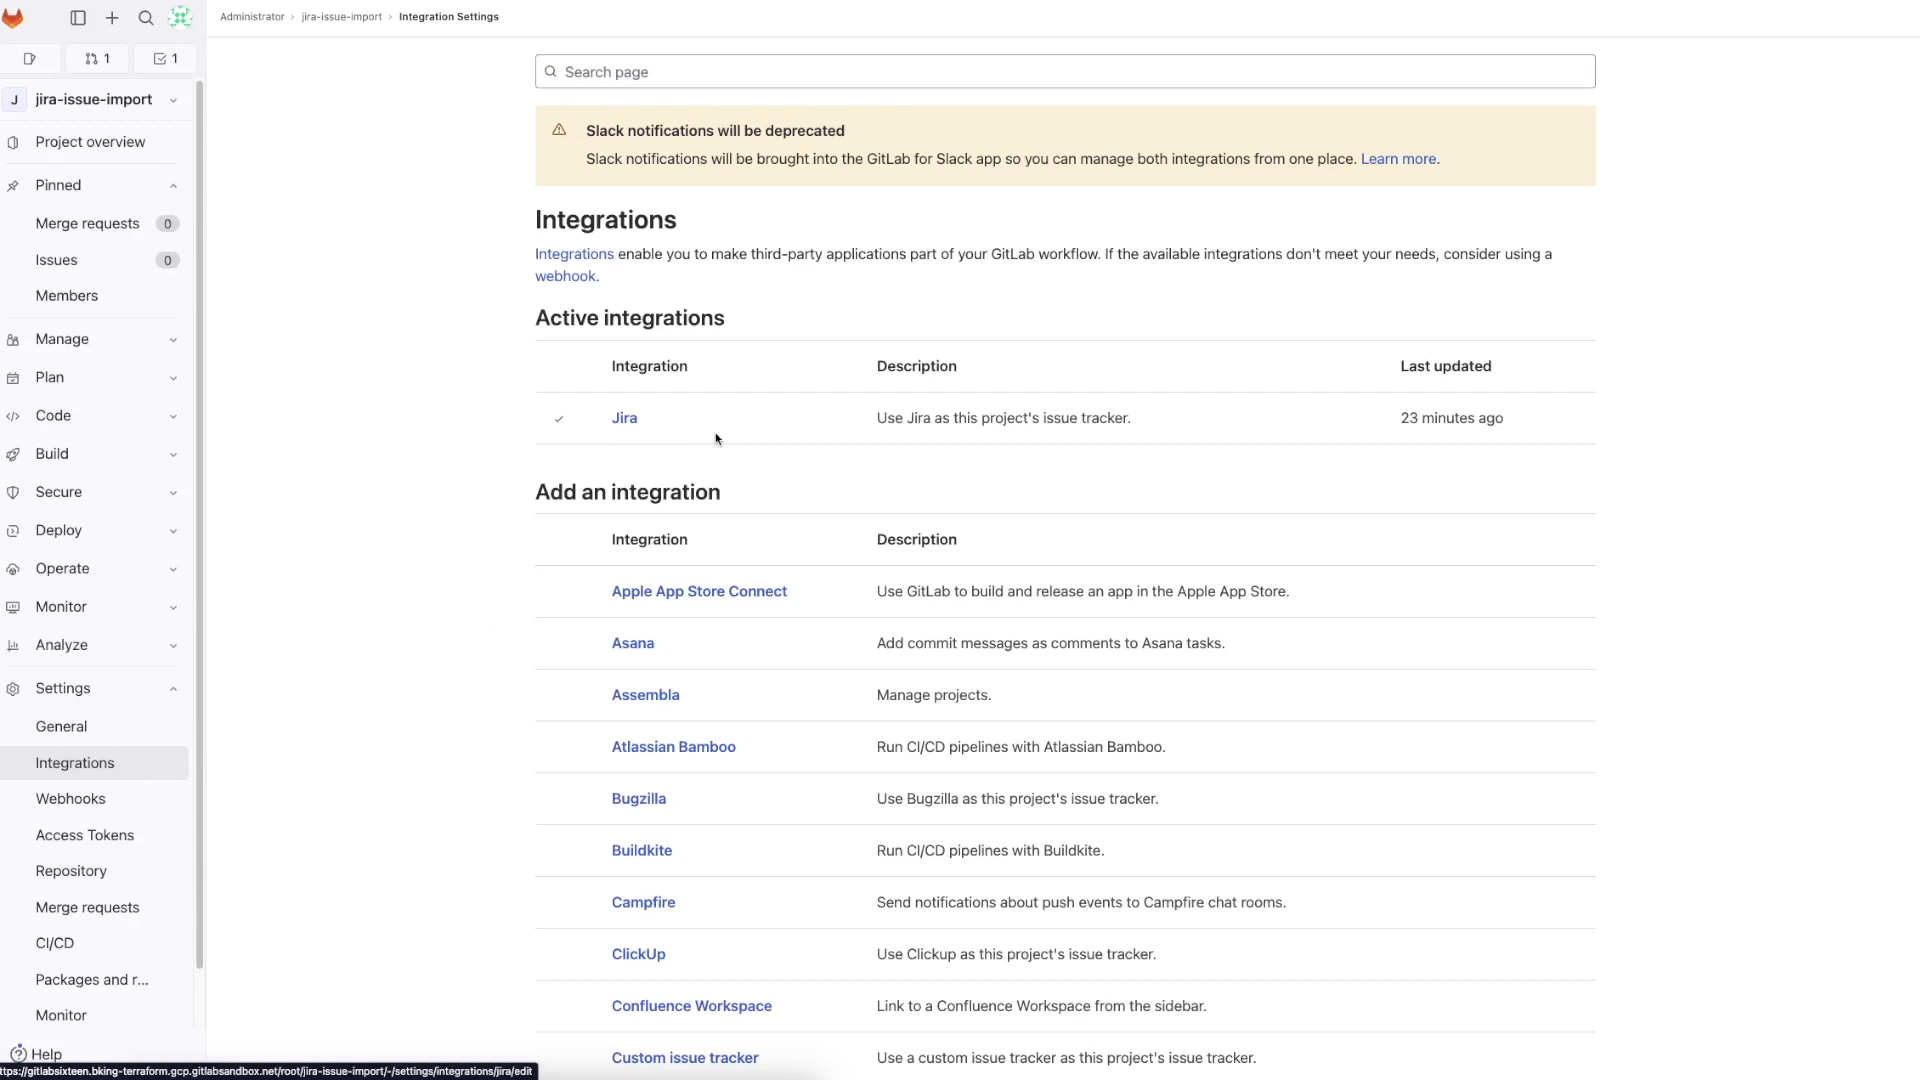 Administrator › jira-issue-import › Integration Settings
1
1
J jira-issue-import
Project overview
Pinned
Merge requests 0
Issues 0
Members
Manage
Plan
Code
Build
Secure
Deploy
Operate
Monitor
Analyze
Settings
General
Integrations
Webhooks
Access Tokens
Repository
Merge requests
CI/CD
Packages and r...
Monitor
Help
Search page
Slack notifications will be deprecated
Slack notifications will be brought into the GitLab for Slack app so you can manage both integrations from one place. Learn more.
Integrations
Integrations enable you to make third-party applications part of your GitLab workflow. If the available integrations don't meet your needs, consider using a
webhook.
Active integrations
Integration Description Last updated
Jira Use Jira as this project's issue tracker. 23 minutes ago
Add an integration
Integration Description
Apple App Store Connect Use GitLab to build and release an app in the Apple App Store.
Asana Add commit messages as comments to Asana tasks.
Assembla Manage projects.
Atlassian Bamboo Run CI/CD pipelines with Atlassian Bamboo.
Bugzilla Use Bugzilla as this project's issue tracker.
Buildkite Run CI/CD pipelines with Buildkite.
Campfire Send notifications about push events to Campfire chat rooms.
ClickUp Use Clickup as this project's issue tracker.
Confluence Workspace Link to a Confluence Workspace from the sidebar.
Custom issue tracker Use a custom issue tracker as this project's issue tracker.
ttps://gitlabsixteen.bking-terraform.gcp.gitlabsandbox.net/root/jira-issue-import/-/settings/integrations/jira/edit